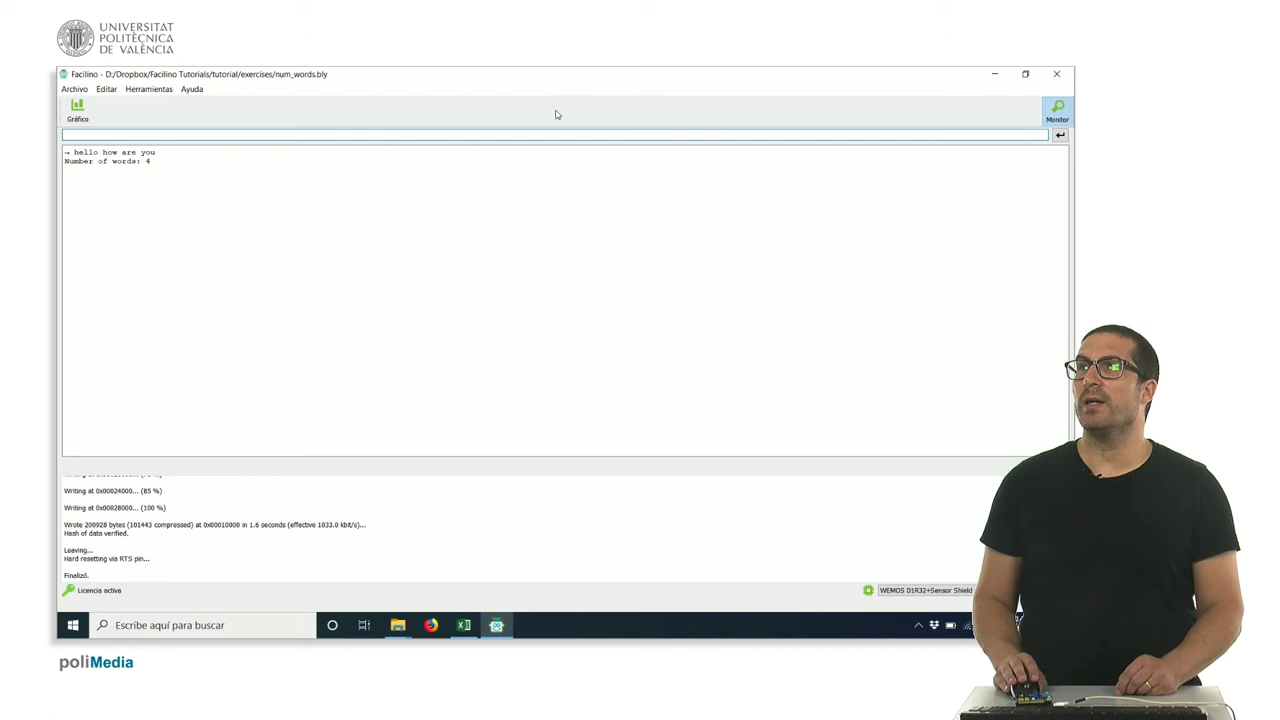 UNIVERSITAT
POLITÈCNICA
DE VALÈNCIA
Facilino - D:/Dropbox/Facilino Tutorials/tutorial/exercises/num_words.bly
Archivo Editar Herramientas Ayuda
Gráfico
Monitor
→ hello how are you
Number of words: 4
Writing at 0x00024000... (85 %)
Writing at 0x00028000... (100 %)
Wrote 200928 bytes (101443 compressed) at 0x00010000 in 1.6 seconds (effective 1033.0 kbit/s)...
Hash of data verified.
Leaving...
Hard resetting via RTS pin...
Finalizó.
Licencia activa
WEMOS D1R32+Sensor Shield
Escribe aquí para buscar
poliMedia